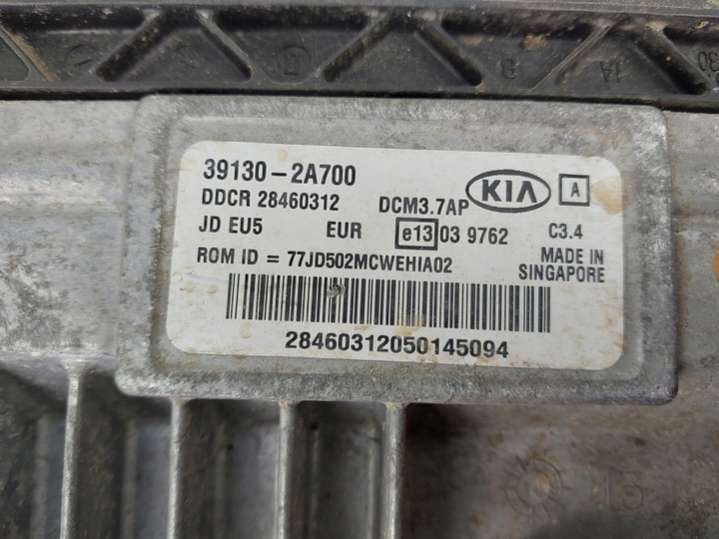 39130-2A700
DDCR 28460312 DCM3.7AP KIA A
JD EU5 EUR e13 03 9762 C3.4
ROM ID = 77JD502MCWEHIA02 MADE IN
SINGAPORE
28460312050145094